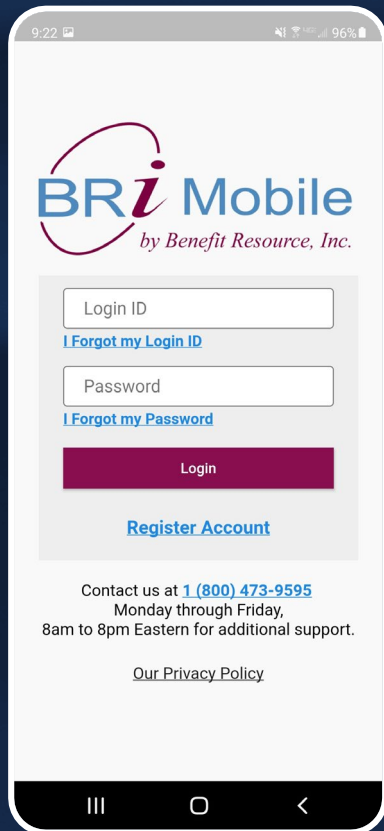 9:22
96%
BRi Mobile
by Benefit Resource, Inc.
Login ID
I Forgot my Login ID
Password
I Forgot my Password
Login
Register Account
Contact us at 1 (800) 473-9595
Monday through Friday,
8am to 8pm Eastern for additional support.
Our Privacy Policy